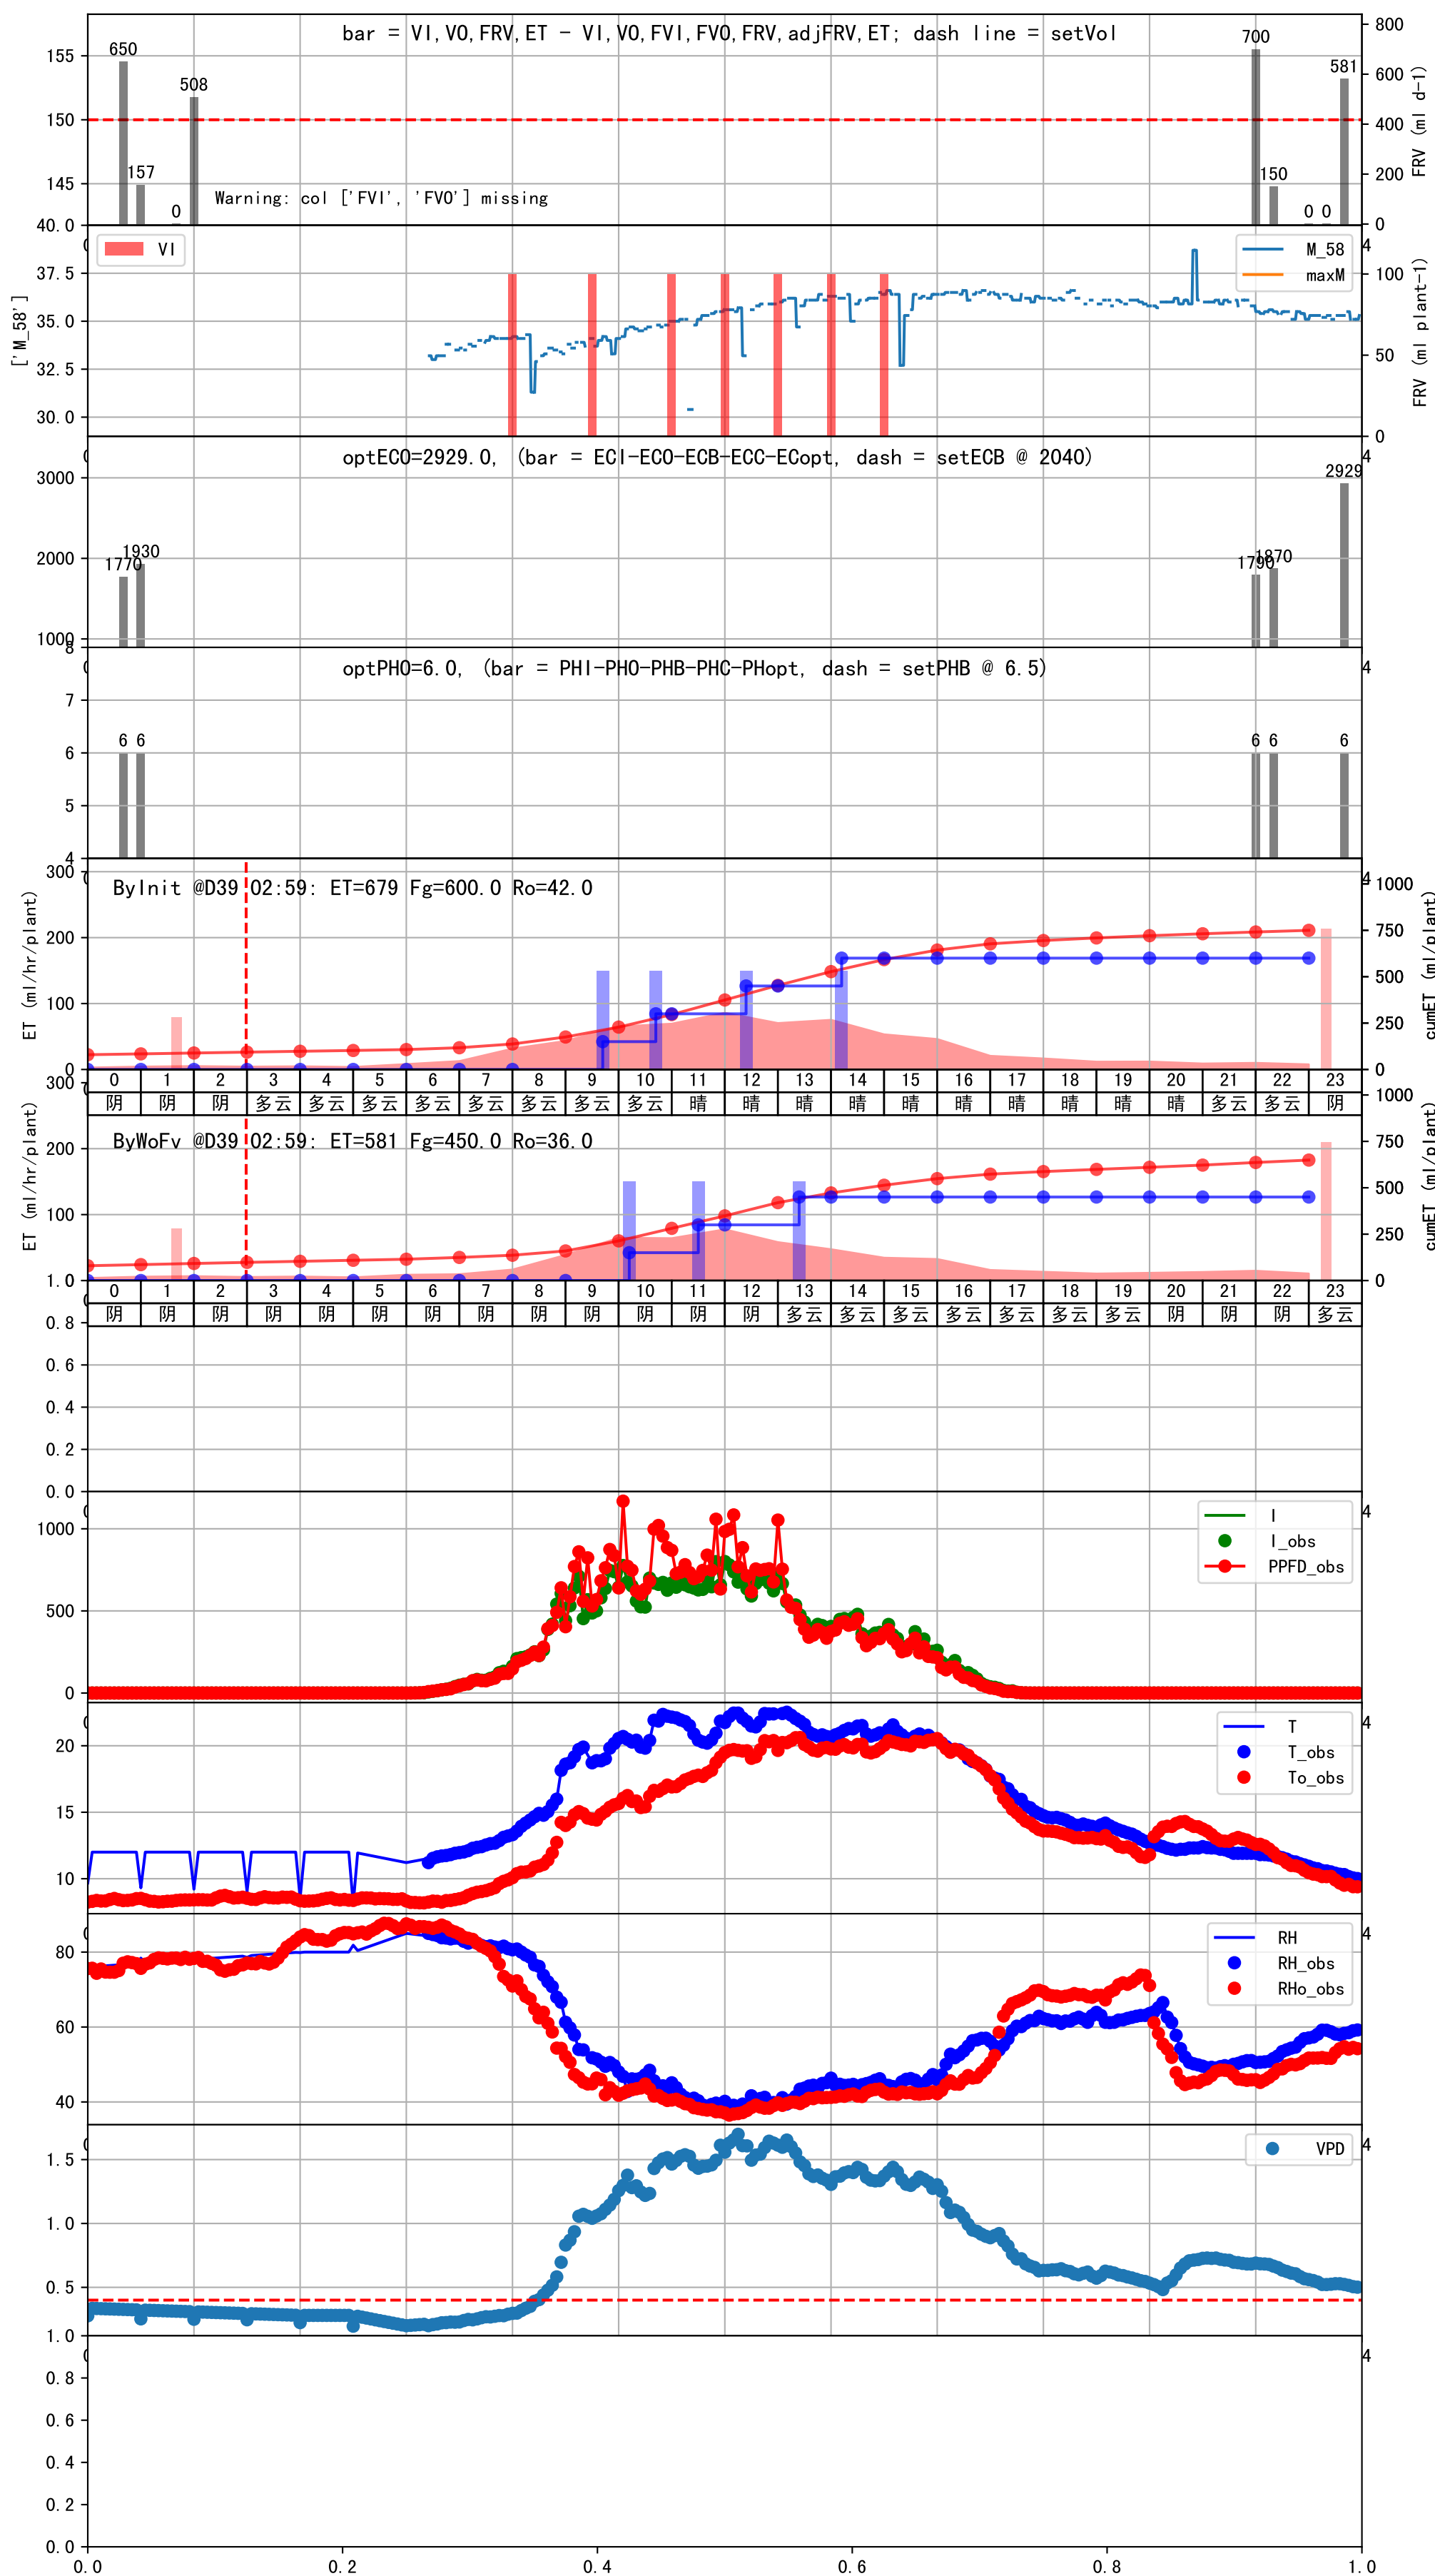 bar = VI,VO,FRV,ET - VI,VO,FVI,FVO,FRV,adjFRV,ET; dash line = setVol
650
157
0
508
700
150
0 0
581
155
150
145
800
600
400
200
0
FRV (ml d-1)
Warning: col ['FVI', 'FVO'] missing
VI
M_58
maxM
40.0
37.5
35.0
32.5
30.0
['M_58']
100
50
0
FRV (ml plant-1)
optECO=2929.0, (bar = ECI-ECO-ECB-ECC-ECopt, dash = setECB @ 2040)
3000
2000
1000
1770
1930
1790
1870
2929
optPHO=6.0, (bar = PHI-PHO-PHB-PHC-PHopt, dash = setPHB @ 6.5)
8
7
6
5
4
6 6
6 6
6
ByInit @D39 02:59: ET=679 Fg=600.0 Ro=42.0
300
200
100
0
ET (ml/hr/plant)
1000
750
500
250
0
cumET (ml/plant)
0 1 2 3 4 5 6 7 8 9 10 11 12 13 14 15 16 17 18 19 20 21 22 23
阴 阴 阴 多云 多云 多云 多云 多云 多云 多云 多云 晴 晴 晴 晴 晴 晴 晴 晴 晴 晴 多云 多云 阴
ByWoFv @D39 02:59: ET=581 Fg=450.0 Ro=36.0
300
200
100
ET (ml/hr/plant)
1000
750
500
250
0
cumET (ml/plant)
0 1 2 3 4 5 6 7 8 9 10 11 12 13 14 15 16 17 18 19 20 21 22 23
阴 阴 阴 阴 阴 阴 阴 阴 阴 阴 阴 阴 阴 多云 多云 多云 多云 多云 多云 多云 阴 阴 阴 多云
1.0
0.8
0.6
0.4
0.2
0.0
I
I_obs
PPFD_obs
1000
500
0
T
T_obs
To_obs
20
15
10
RH
RH_obs
RHo_obs
80
60
40
VPD
1.5
1.0
0.5
1.0
0.8
0.6
0.4
0.2
0.0
0.0 0.2 0.4 0.6 0.8 1.0